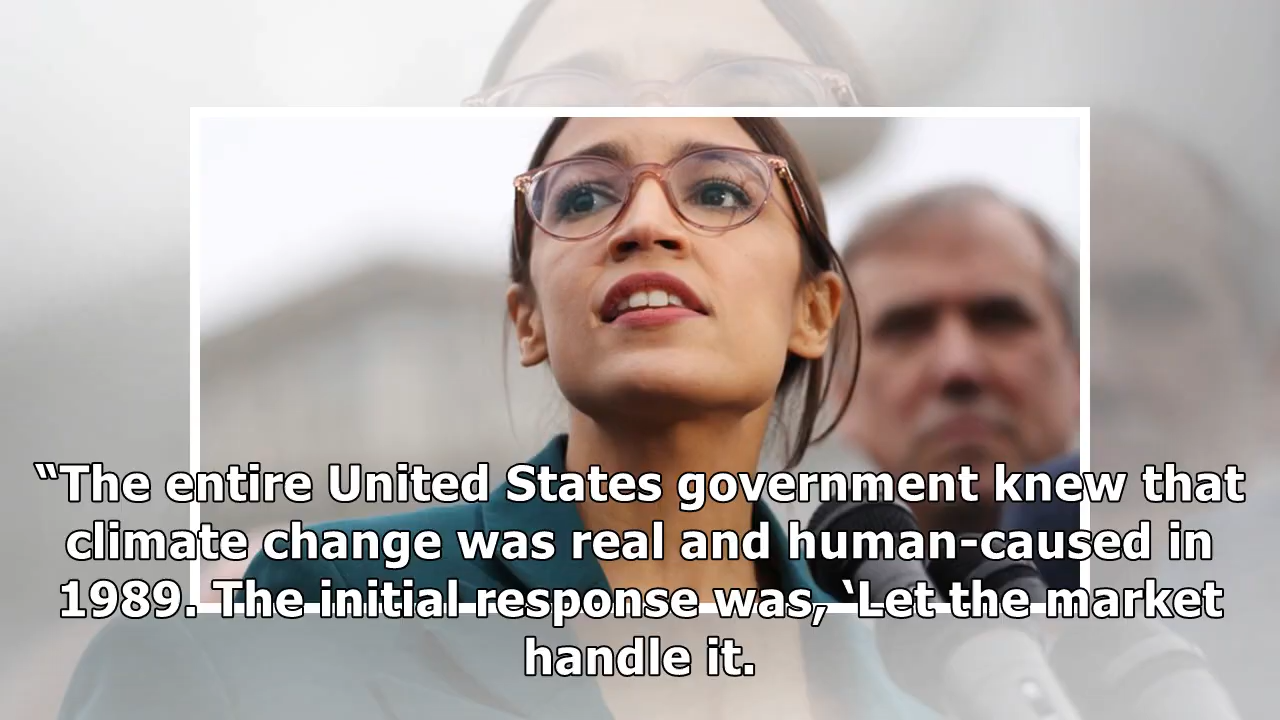 “The entire United States government knew that
climate change was real and human-caused in
1989. The initial response was, ‘Let the market
handle it.